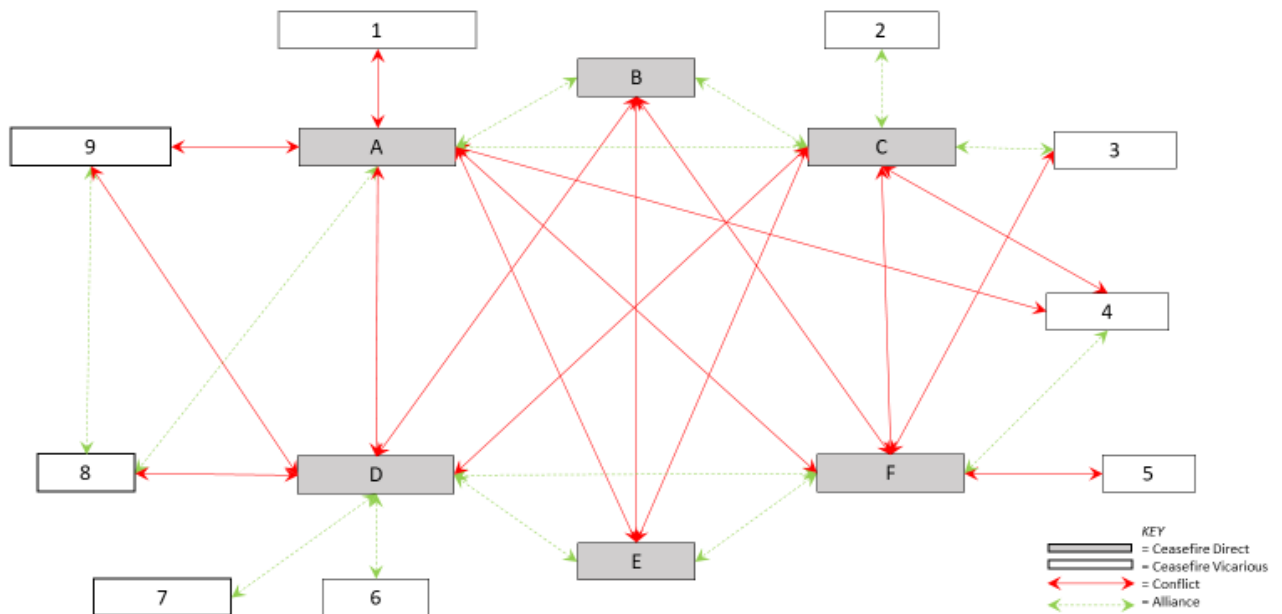 1
2
B
9
A
C
3
4
8
D
F
5
E
7
6
KEY
= Ceasefire Direct
= Ceasefire Vicarious
= Conflict
= Alliance